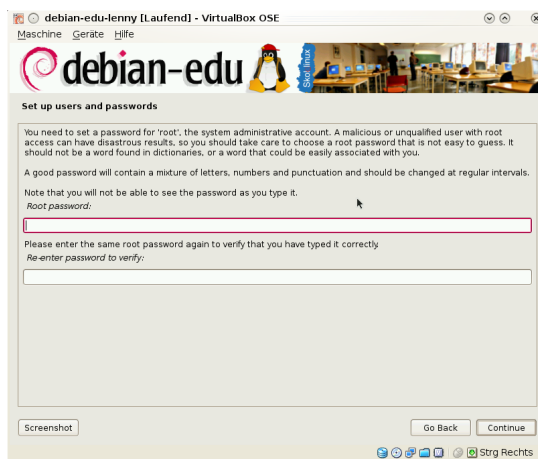 debian-edu-lenny [Laufend] - VirtualBox OSE
Maschine Geräte Hilfe
debian-edu
Skolelinux
Set up users and passwords
You need to set a password for 'root', the system administrative account. A malicious or unqualified user with root
access can have disastrous results, so you should take care to choose a root password that is not easy to guess. It
should not be a word found in dictionaries, or a word that could be easily associated with you.
A good password will contain a mixture of letters, numbers and punctuation and should be changed at regular intervals.
Note that you will not be able to see the password as you type it.
Root password:
Please enter the same root password again to verify that you have typed it correctly.
Re-enter password to verify:
Screenshot
Go Back
Continue
Strg Rechts